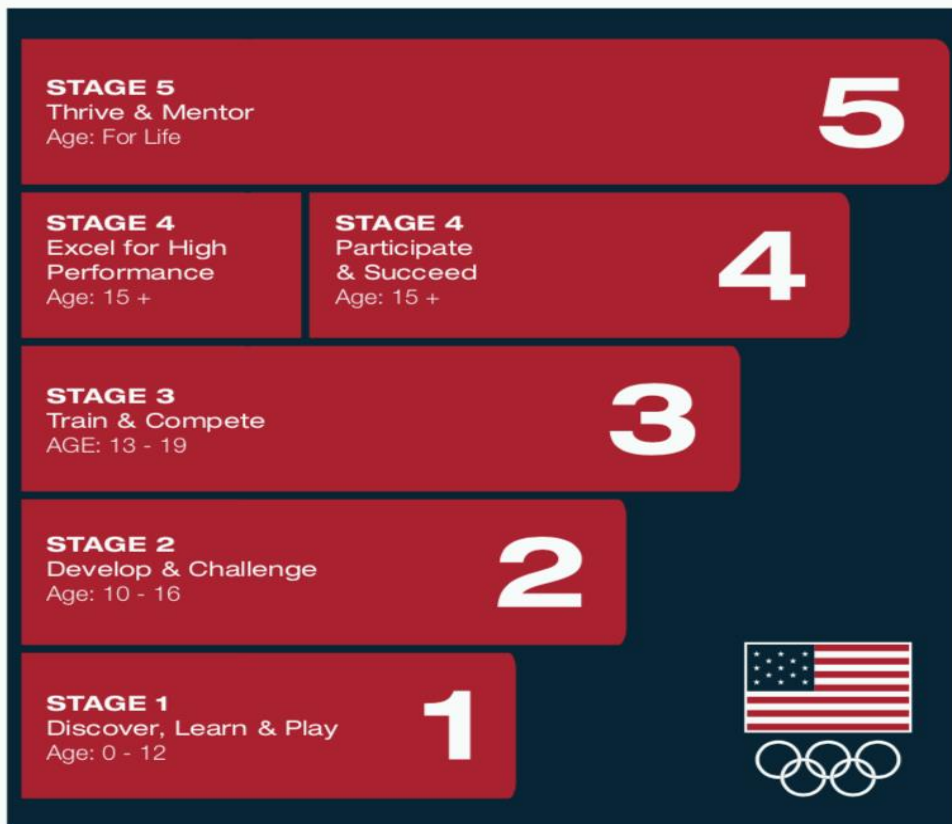 STAGE 5
Thrive & Mentor
Age: For Life
5
STAGE 4
Excel for High
Performance
Age: 15 +
STAGE 4
Participate
& Succeed
Age: 15 +
4
STAGE 3
Train & Compete
AGE: 13 - 19
3
STAGE 2
Develop & Challenge
Age: 10 - 16
2
STAGE 1
Discover, Learn & Play
Age: 0 - 12
1